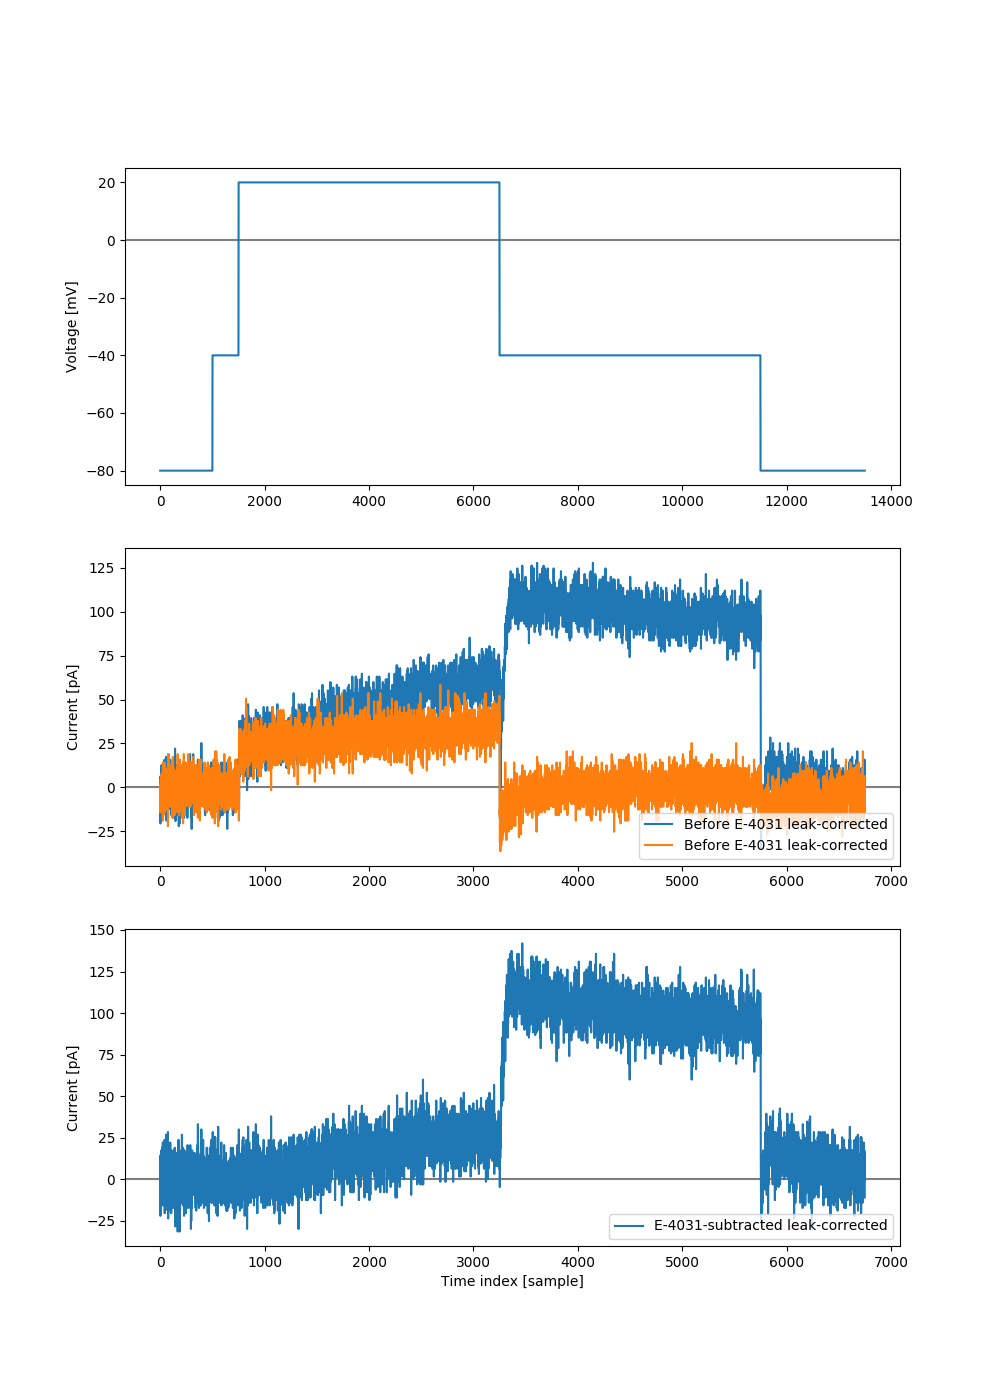 20
0
−20
−40
−60
−80
Voltage [mV]
0 2000 4000 6000 8000 10000 12000 14000
125
100
75
50
25
0
−25
Current [pA]
Before E-4031 leak-corrected
Before E-4031 leak-corrected
0 1000 2000 3000 4000 5000 6000 7000
150
125
100
75
50
25
0
−25
Current [pA]
E-4031-subtracted leak-corrected
0 1000 2000 3000 4000 5000 6000 7000
Time index [sample]